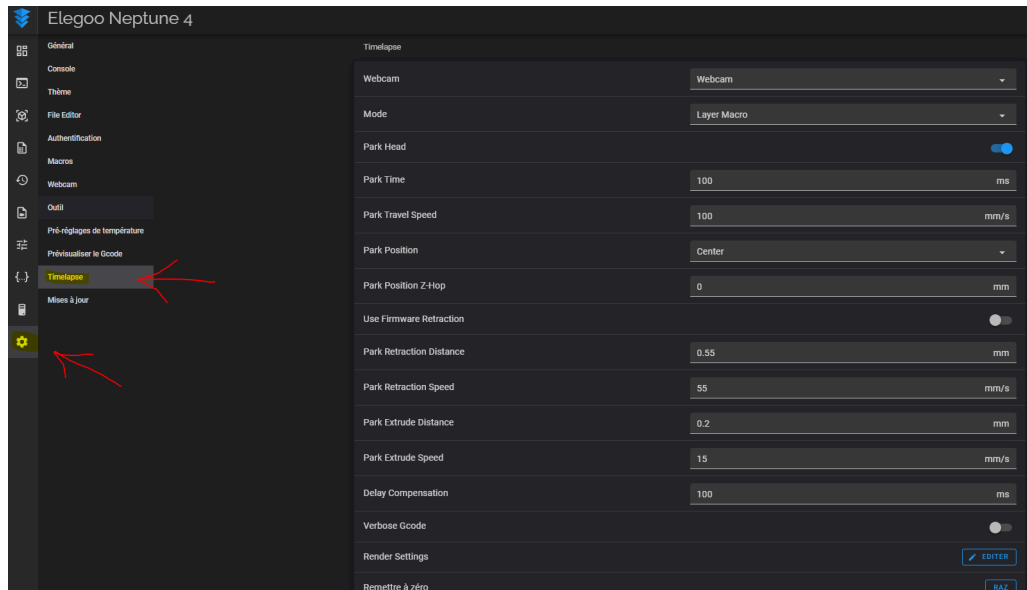 Elegoo Neptune 4
Général
Console
Thème
File Editor
Authentification
Macros
Webcam
Outil
Pré-réglages de température
Prévisualiser le Gcode
Timelapse
Mises à jour
Timelapse
Webcam Webcam
Mode Layer Macro
Park Head
Park Time 100 ms
Park Travel Speed 100 mm/s
Park Position Center
Park Position Z-Hop 0 mm
Use Firmware Retraction
Park Retraction Distance 0.55 mm
Park Retraction Speed 55 mm/s
Park Extrude Distance 0.2 mm
Park Extrude Speed 15 mm/s
Delay Compensation 100 ms
Verbose Gcode
Render Settings EDITER
Remettre à zéro RAZ